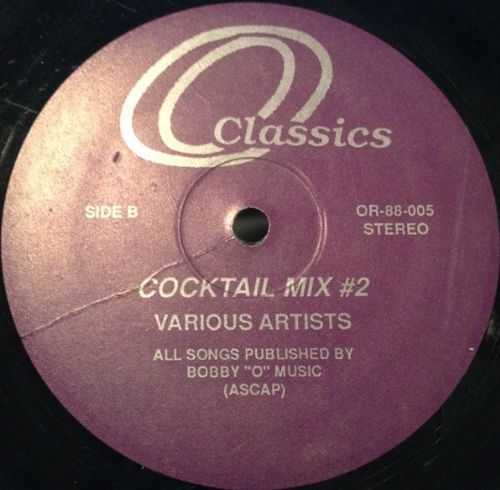 O Classics
SIDE B
OR-88-005
STEREO
COCKTAIL MIX #2
VARIOUS ARTISTS
ALL SONGS PUBLISHED BY
BOBBY "O" MUSIC
(ASCAP)